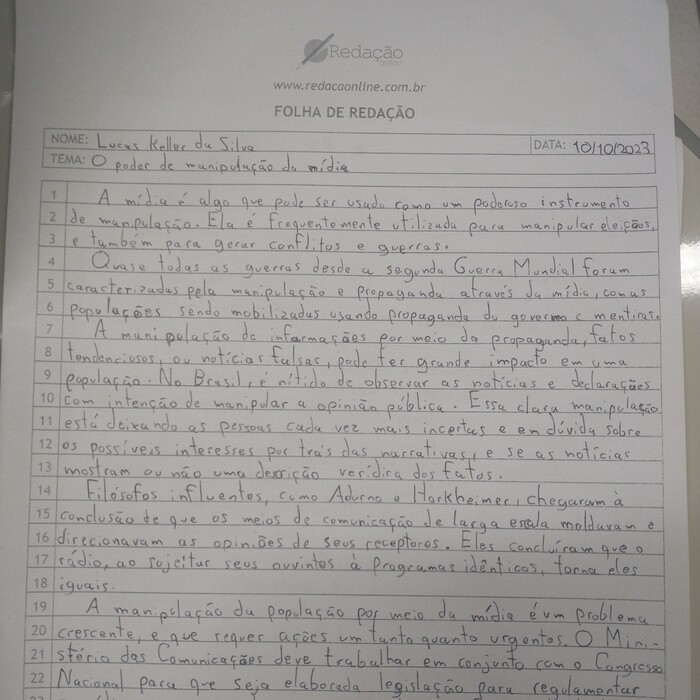 Redação
online
www.redacaonline.com.br
FOLHA DE REDAÇÃO
NOME: Lucas Keller da Silva DATA: 10/10/2023
TEMA: O poder de manipulação da mídia
1 A mídia é algo que pode ser usado como um poderoso instrumento
2 de manipulação. Ela é frequentemente utilizada para manipular eleições,
3 e também para gerar conflitos e guerras.
4 Quase todas as guerras desde a segunda Guerra Mundial foram
5 caracterizadas pela manipulação e propaganda através da mídia, com as
6 populações sendo mobilizadas usando propaganda do governo e mentiras.
7 A manipulação de informações por meio da propaganda, fatos
8 tendenciosos, ou notícias falsas, pode ter grande impacto em uma
9 população. No Brasil, é nítido de observar as notícias e declarações
10 com intenção de manipular a opinião pública. Essa clara manipulação
11 está deixando as pessoas cada vez mais incertas e em dúvida sobre
12 os possíveis interesses por trás das narrativas, e se as notícias
13 mostram ou não uma descrição verídica dos fatos.
14 Filósofos influentes, como Adorno e Horkheimer, chegaram à
15 conclusão de que os meios de comunicação de larga escala moldavam e
16 direcionavam as opiniões de seus receptores. Eles concluíram que o
17 rádio, ao sujeitar seus ouvintes à programas idênticos, torna eles
18 iguais.
19 A manipulação da população por meio da mídia é um problema
20 crescente, e que requer ações um tanto quanto urgentes. O Mini-
21 stério das Comunicações deve trabalhar em conjunto com o Congresso
22 Nacional para que seja elaborada legislação para regulamentar